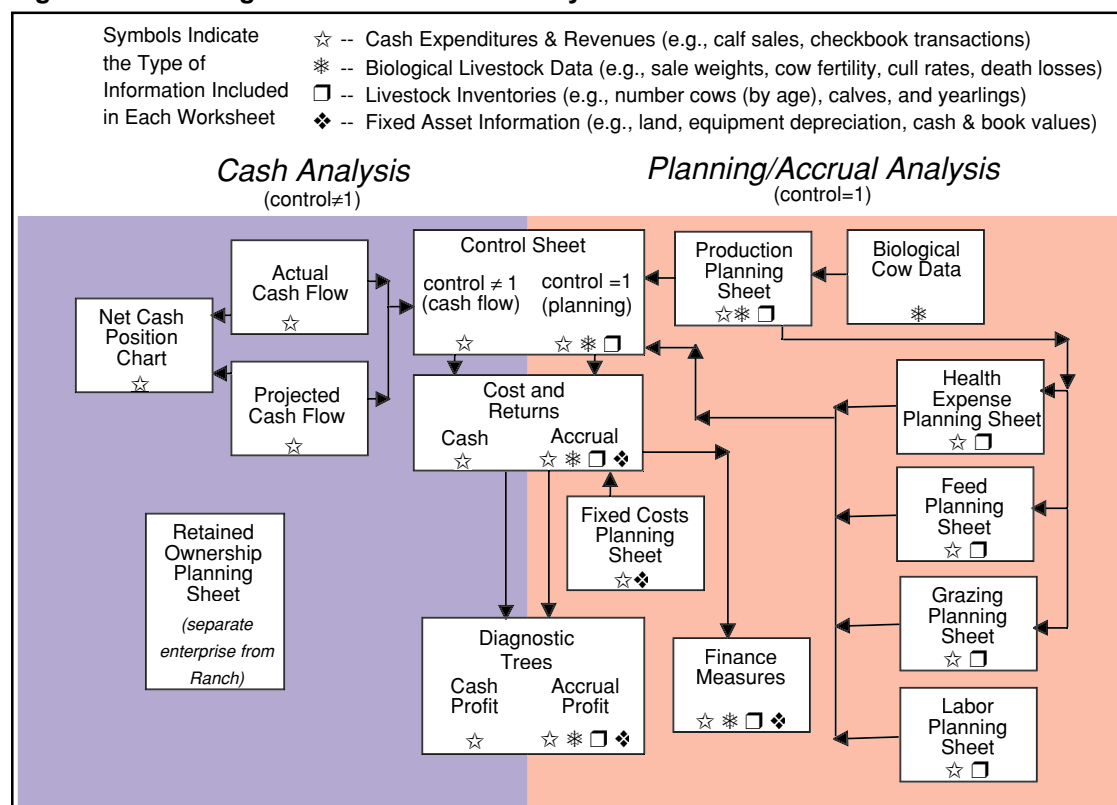 Symbols Indicate
the Type of
Information Included
in Each Worksheet
☆ -- Cash Expenditures & Revenues (e.g., calf sales, checkbook transactions)
❄ -- Biological Livestock Data (e.g., sale weights, cow fertility, cull rates, death losses)
❒ -- Livestock Inventories (e.g., number cows (by age), calves, and yearlings)
❖ -- Fixed Asset Information (e.g., land, equipment depreciation, cash & book values)
Cash Analysis
(control≠1)
Planning/Accrual Analysis
(control=1)
Actual
Cash Flow
☆
Net Cash
Position
Chart
☆
Projected
Cash Flow
☆
Control Sheet
control ≠ 1
(cash flow)
☆
control =1
(planning)
☆ ❄ ❒
Production
Planning
Sheet
☆❄ ❒
Biological
Cow Data
❄
Cost and
Returns
Cash
☆
Accrual
☆ ❄ ❒ ❖
Health
Expense
Planning Sheet
☆ ❒
Fixed Costs
Planning
Sheet
☆❖
Feed
Planning
Sheet
☆ ❒
Retained
Ownership
Planning
Sheet
(separate
enterprise from
Ranch)
Grazing
Planning
Sheet
☆ ❒
Diagnostic
Trees
Cash
Profit
☆
Accrual
Profit
☆ ❄ ❒ ❖
Finance
Measures
☆ ❄ ❒ ❖
Labor
Planning
Sheet
☆ ❒